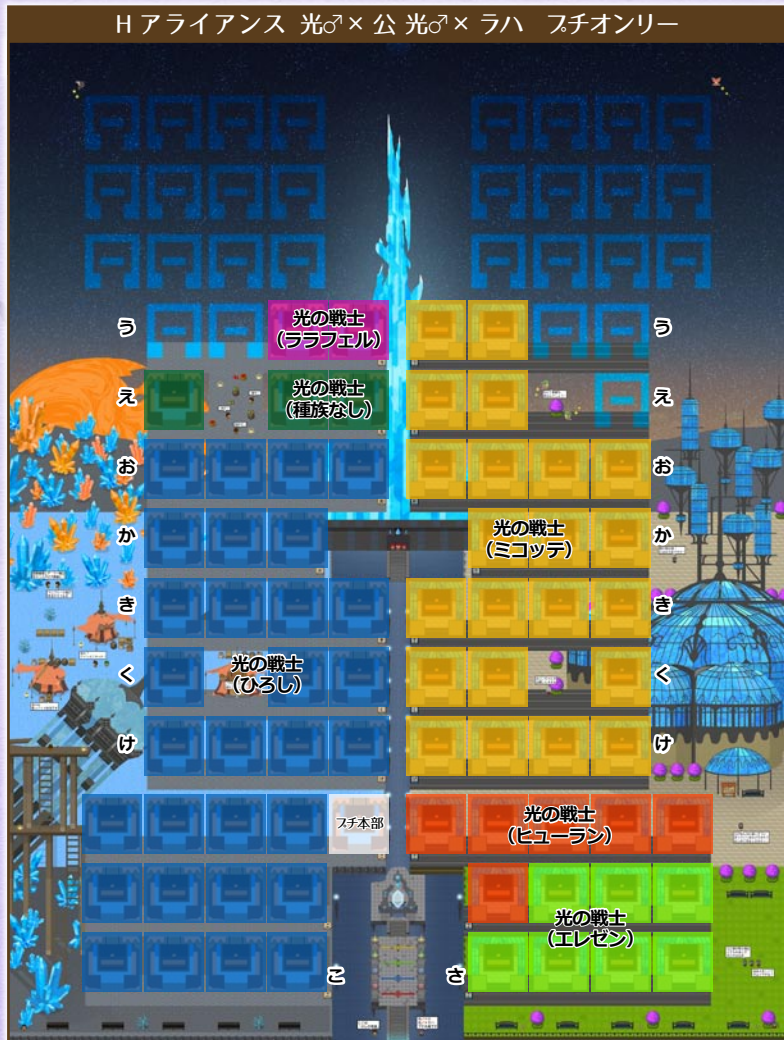 H アライアンス 光♂× 公 光♂× ラハ プチオンリー
う
光の戦士
(ララフェル)
う
え
光の戦士
(種族なし)
え
お
お
か
光の戦士
(ミコッテ)
か
き
き
く
光の戦士
(ひろし)
く
け
け
プチ本部
光の戦士
(ヒューラン)
光の戦士
(エレゼン)
こ
さ